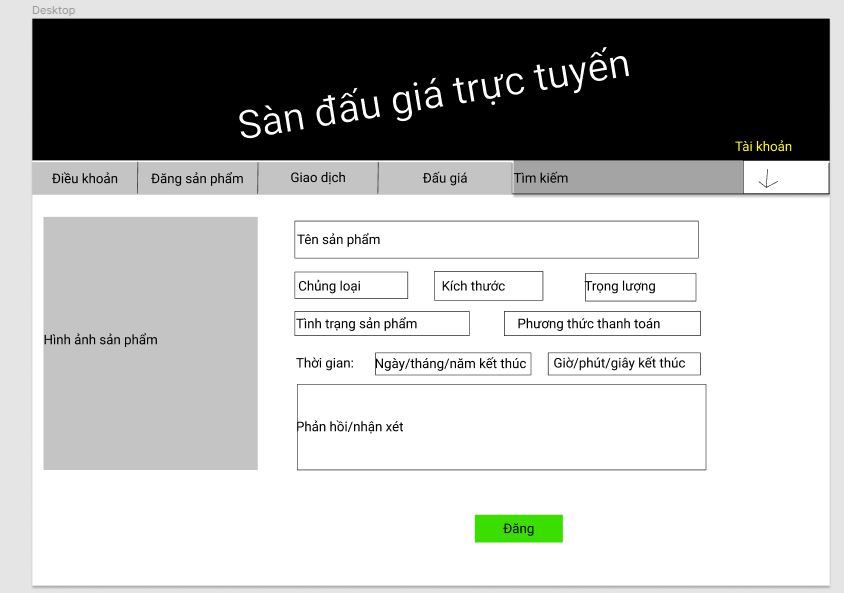 Desktop
Sàn đấu giá trực tuyến
Tài khoản
Điều khoản Đăng sản phẩm Giao dịch Đấu giá Tìm kiếm
Tên sản phẩm
Chủng loại Kích thước Trọng lượng
Hình ảnh sản phẩm
Tình trạng sản phẩm Phương thức thanh toán
Thời gian: Ngày/tháng/năm kết thúc Giờ/phút/giây kết thúc
Phản hồi/nhận xét
Đăng